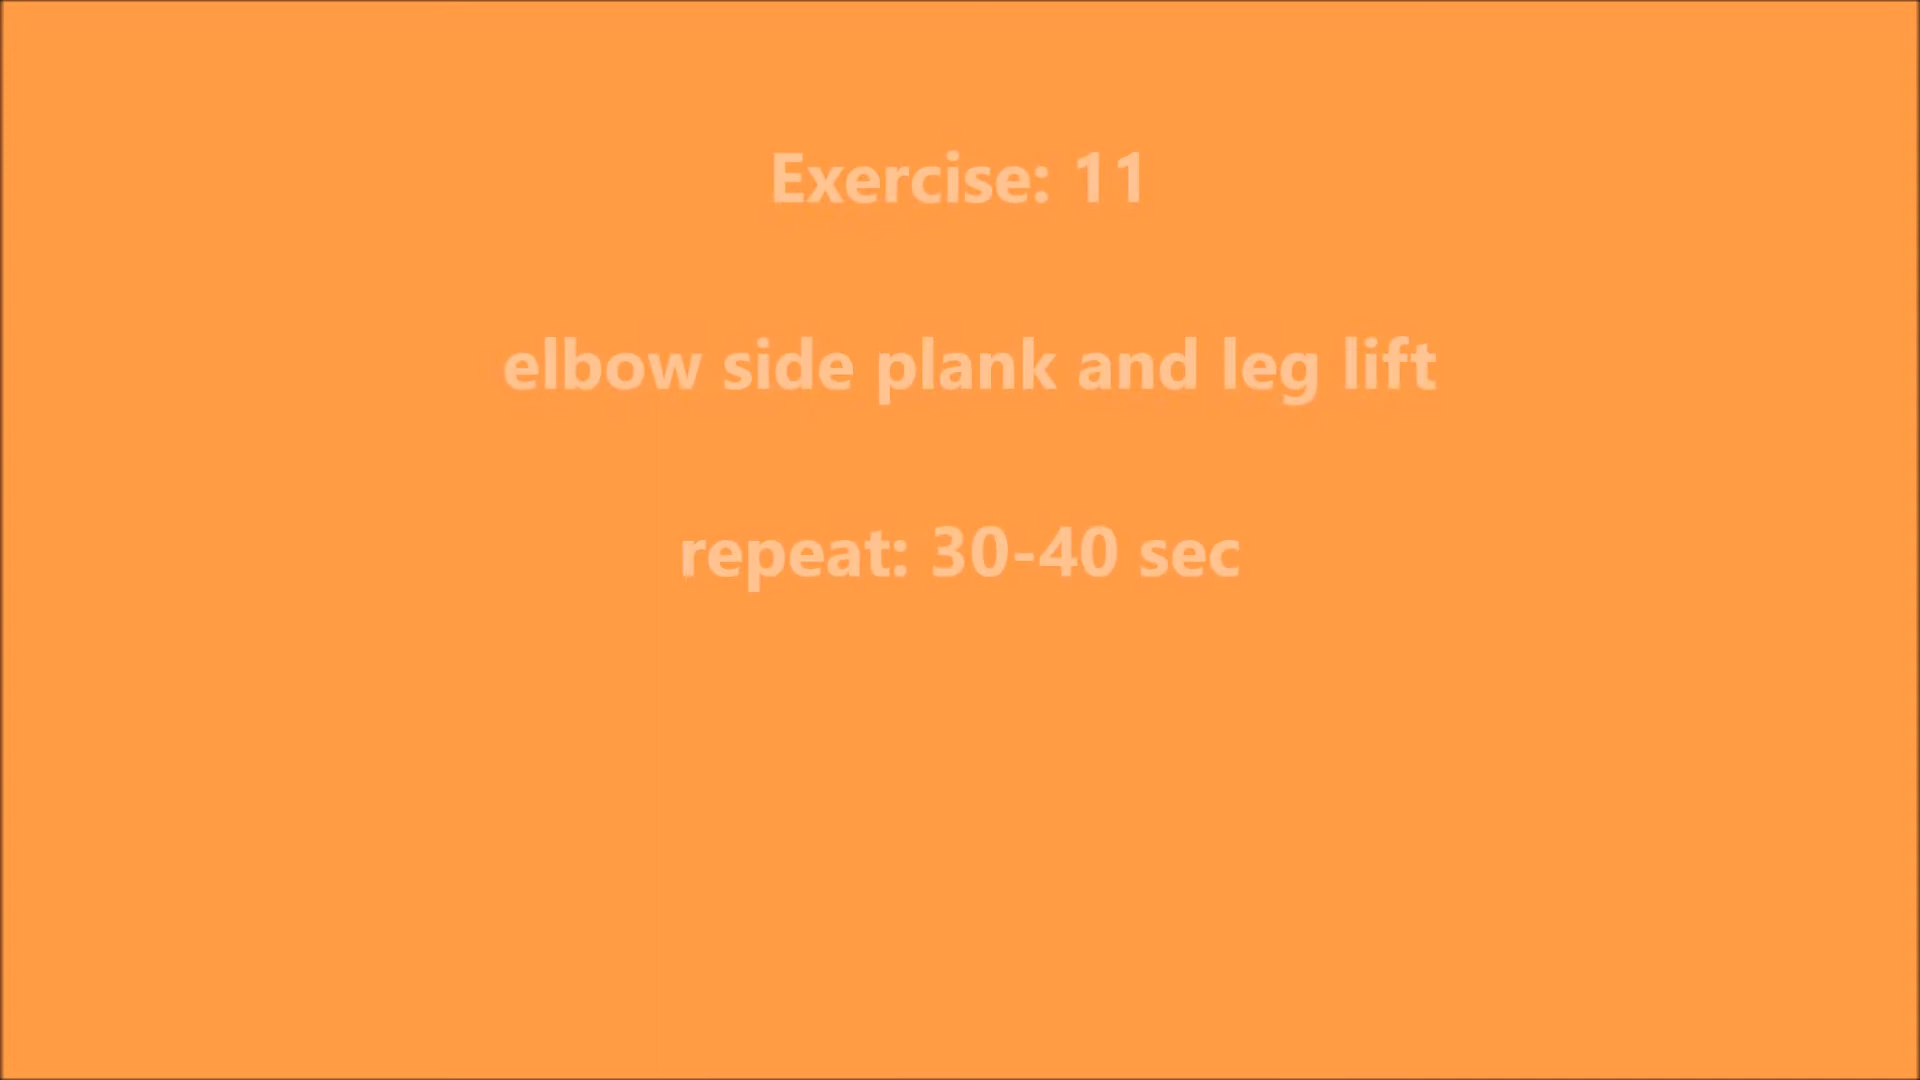 Exercise: 11
elbow side plank and leg lift
repeat: 30-40 sec